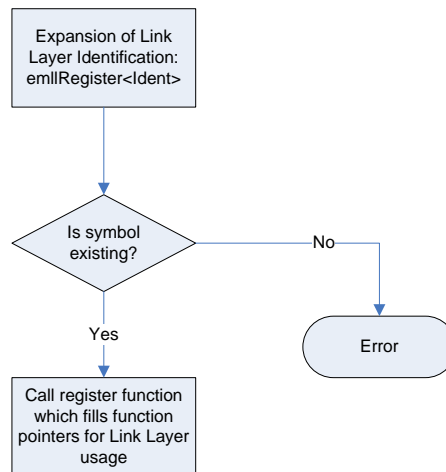 Expansion of Link
Layer Identification:
emllRegister<Ident>
Is symbol
existing?
No
Yes
Error
Call register function
which fills function
pointers for Link Layer
usage